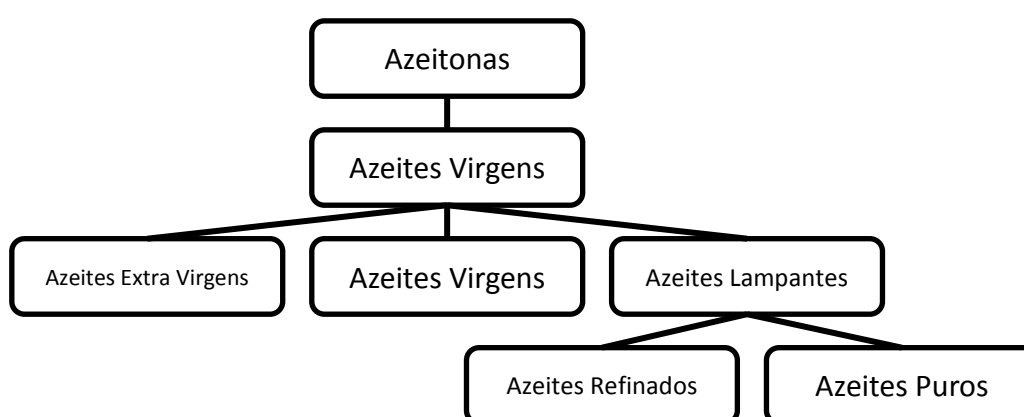 Azeitonas
Azeites Virgens
Azeites Extra Virgens
Azeites Virgens
Azeites Lampantes
Azeites Refinados
Azeites Puros